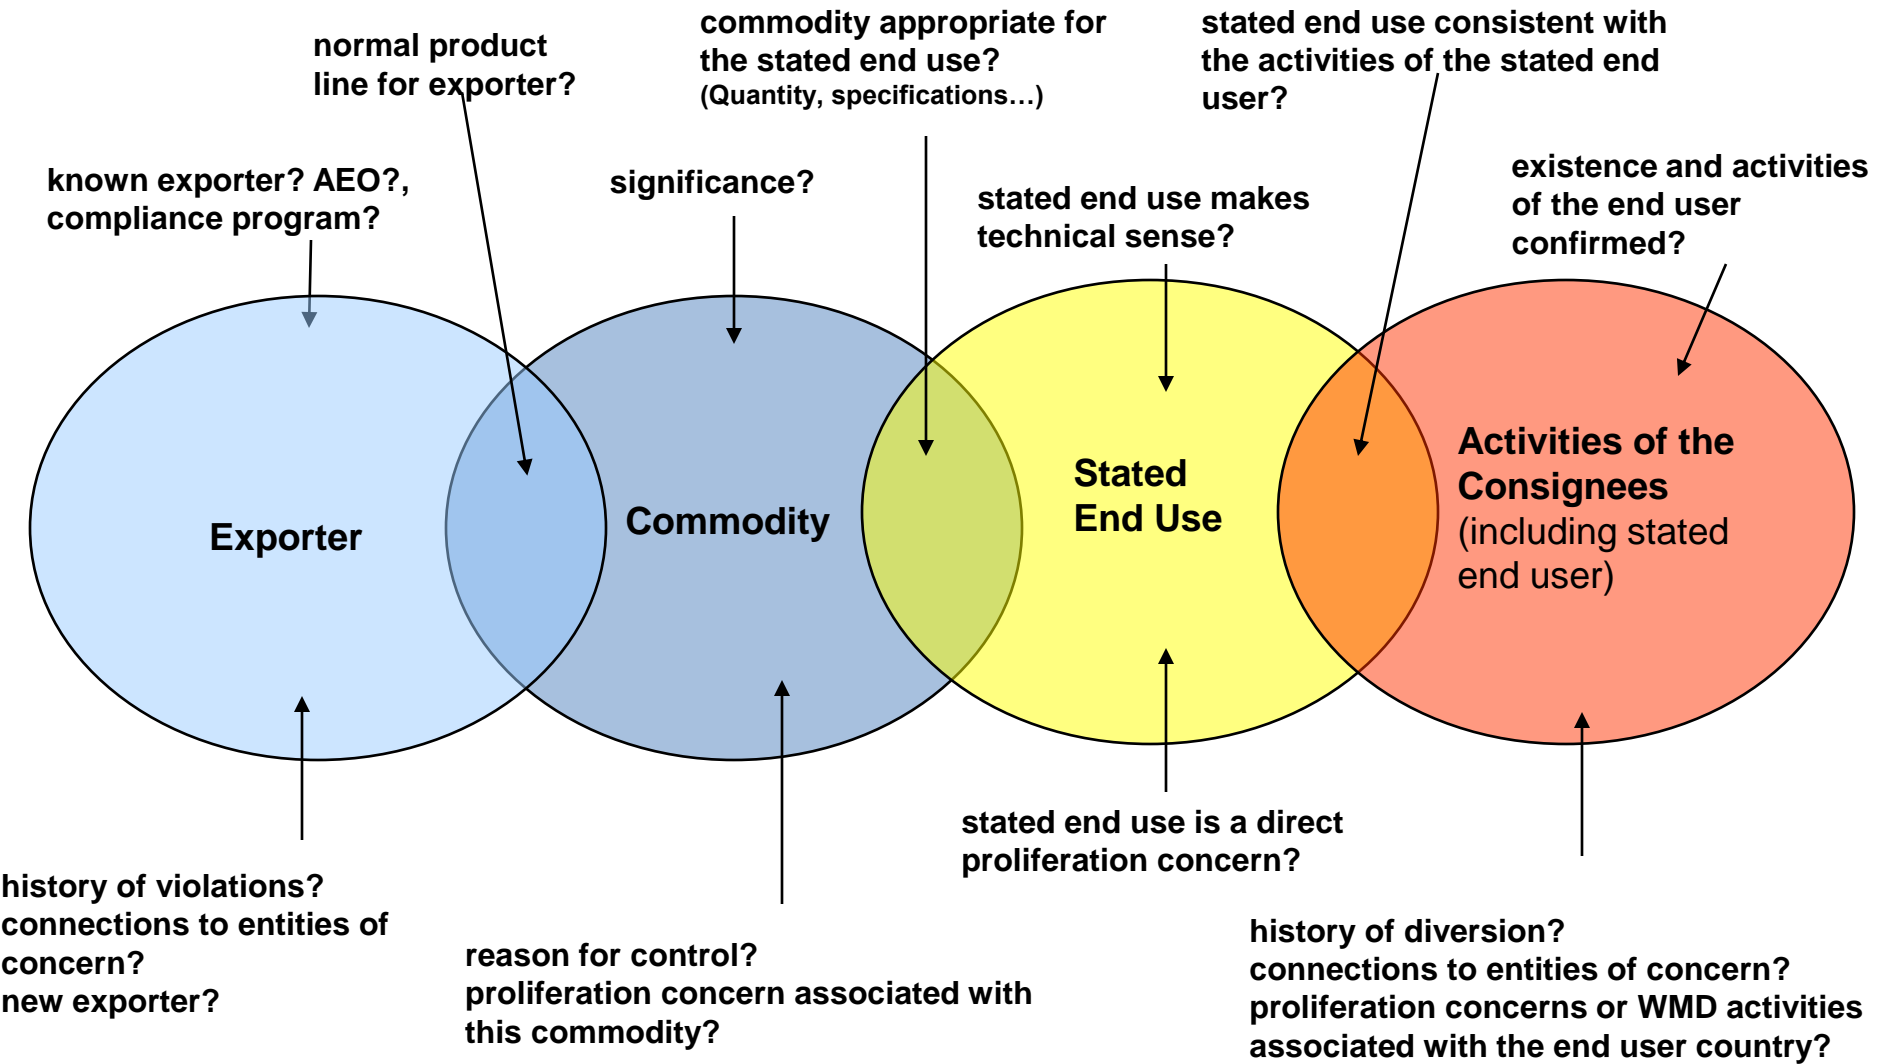 normal product
line for exporter?
commodity appropriate for
the stated end use?
(Quantity, specifications…)
stated end use consistent with
the activities of the stated end
user?
known exporter? AEO?,
compliance program?
significance?
stated end use makes
technical sense?
existence and activities
of the end user
confirmed?
Exporter
Commodity
Stated
End Use
Activities of the
Consignees
(including stated
end user)
history of violations?
connections to entities of
concern?
new exporter?
reason for control?
proliferation concern associated with
this commodity?
stated end use is a direct
proliferation concern?
history of diversion?
connections to entities of concern?
proliferation concerns or WMD activities
associated with the end user country?